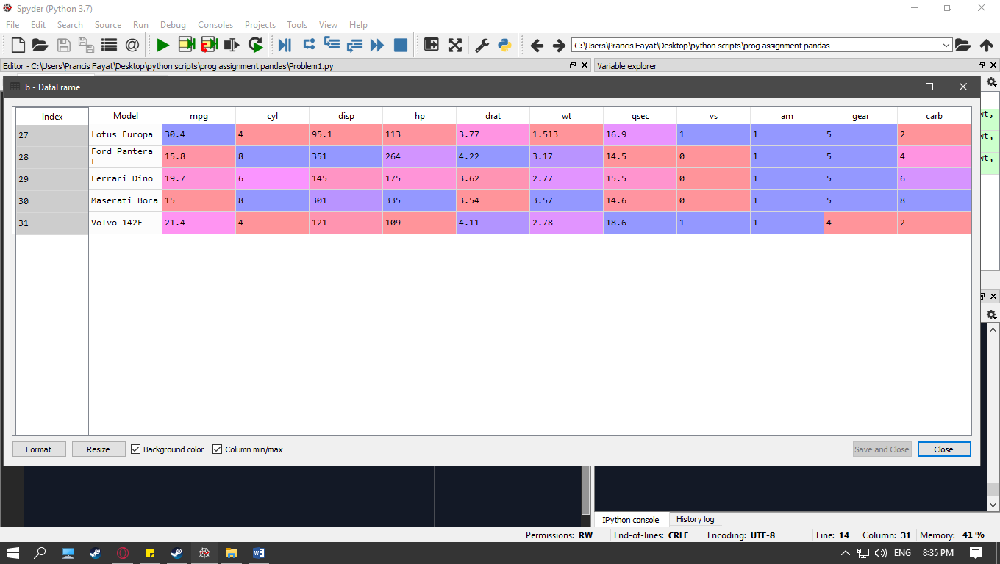 Spyder (Python 3.7)
File Edit Search Source Run Debug Consoles Projects Tools View Help
C:\Users\Prancis Fayat\Desktop\python scripts\prog assignment pandas
Editor - C:\Users\Prancis Fayat\Desktop\python scripts\prog assignment pandas\Problem1.py
Variable explorer
b - DataFrame
Index Model mpg cyl disp hp drat wt qsec vs am gear carb
27 Lotus Europa 30.4 4 95.1 113 3.77 1.513 16.9 1 1 5 2
28 Ford Pantera L 15.8 8 351 264 4.22 3.17 14.5 0 1 5 4
29 Ferrari Dino 19.7 6 145 175 3.62 2.77 15.5 0 1 5 6
30 Maserati Bora 15 8 301 335 3.54 3.57 14.6 0 1 5 8
31 Volvo 142E 21.4 4 121 109 4.11 2.78 18.6 1 1 4 2
wt,
wt,
wt,
Format Resize Background color Column min/max Save and Close Close
IPython console History log
Permissions: RW End-of-lines: CRLF Encoding: UTF-8 Line: 14 Column: 31 Memory: 41 %
ENG 8:35 PM